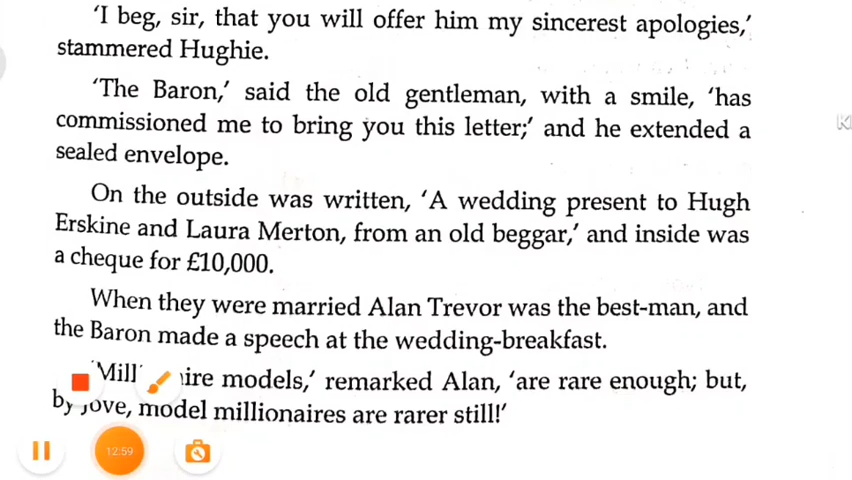 'I beg, sir, that you will offer him my sincerest apologies,'
stammered Hughie.
'The Baron,' said the old gentleman, with a smile, 'has
commissioned me to bring you this letter;' and he extended a
sealed envelope.
On the outside was written, 'A wedding present to Hugh
Erskine and Laura Merton, from an old beggar,' and inside was
a cheque for £10,000.
When they were married Alan Trevor was the best-man, and
the Baron made a speech at the wedding-breakfast.
models,' remarked Alan, 'are rare enough; but,
by Jove, model millionaires are rarer still!'
12:59